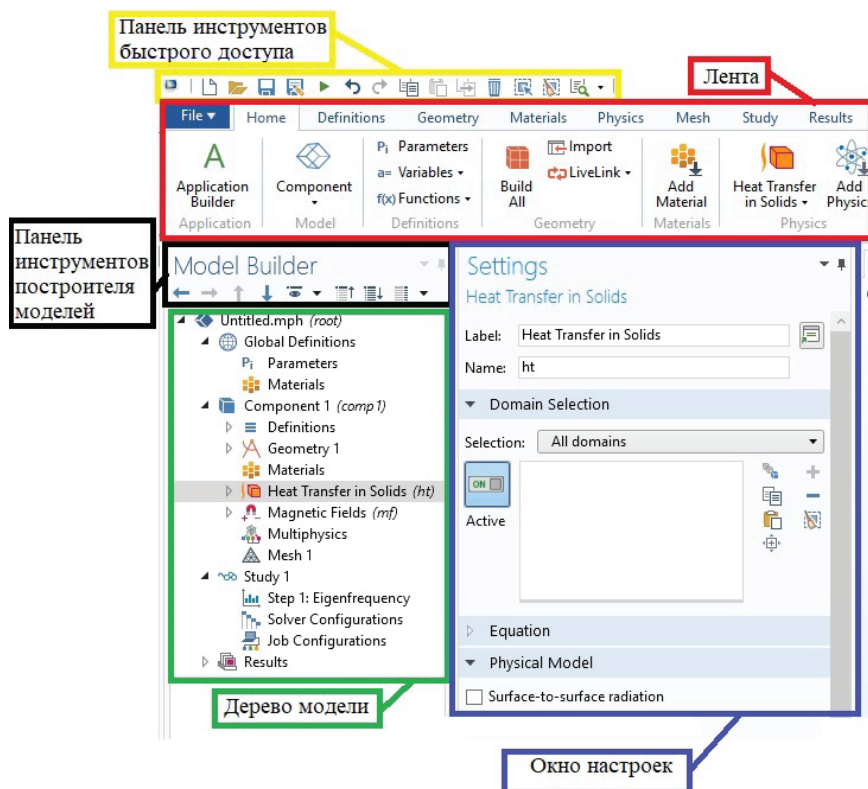 Панель инструментов
быстрого доступа
Лента
File Home Definitions Geometry Materials Physics Mesh Study Results
A
Application
Builder
Application
Component
Model
Pi Parameters
a= Variables
f(x) Functions
Definitions
Build
All
Import
LiveLink
Geometry
Add
Material
Materials
Heat Transfer
in Solids
Add
Physic
Physics
Панель
инструментов
построителя
моделей
Model Builder
Untitled.mph (root)
Global Definitions
Pi Parameters
Materials
Component 1 (comp1)
Definitions
Geometry 1
Materials
Heat Transfer in Solids (ht)
Magnetic Fields (mf)
Multiphysics
Mesh 1
Study 1
Step 1: Eigenfrequency
Solver Configurations
Job Configurations
Results
Дерево модели
Settings
Heat Transfer in Solids
Label: Heat Transfer in Solids
Name: ht
Domain Selection
Selection: All domains
ON
Active
Equation
Physical Model
Surface-to-surface radiation
Окно настроек